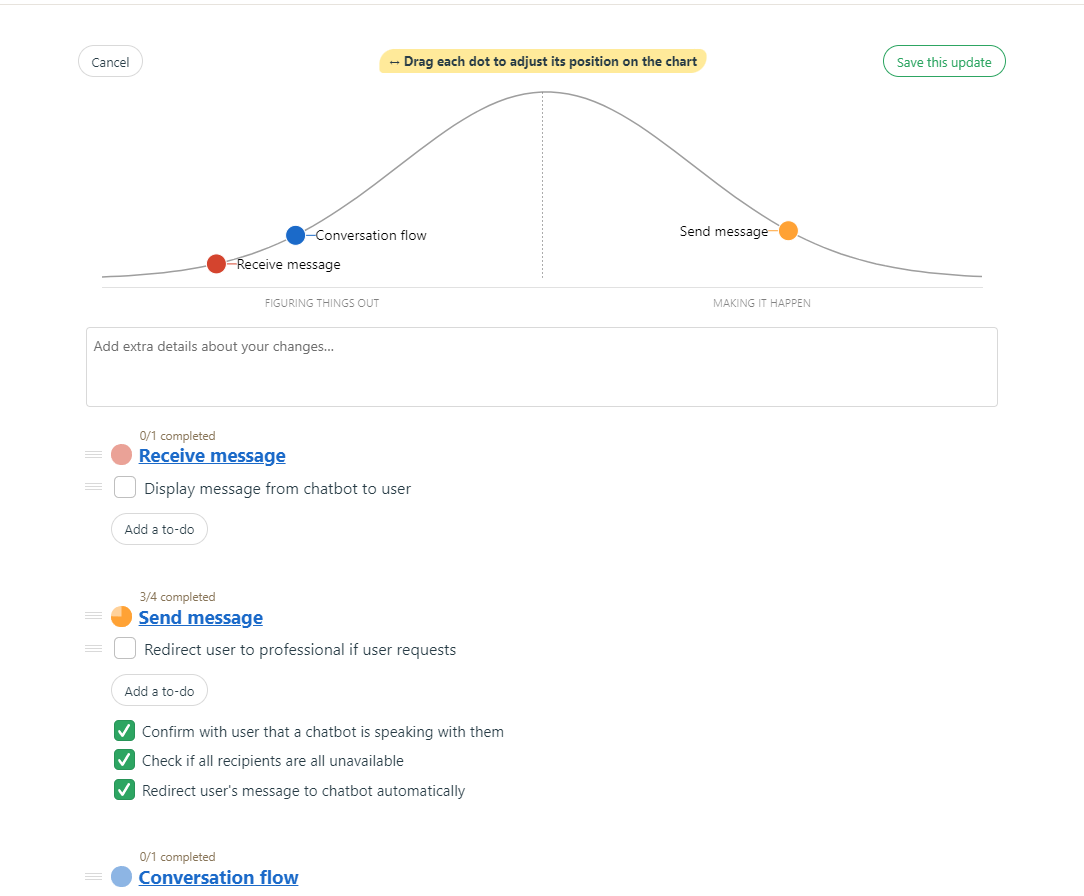 Cancel
↔ Drag each dot to adjust its position on the chart
Save this update
Conversation flow
Send message
Receive message
FIGURING THINGS OUT
MAKING IT HAPPEN
Add extra details about your changes...
0/1 completed
Receive message
Display message from chatbot to user
Add a to-do
3/4 completed
Send message
Redirect user to professional if user requests
Add a to-do
Confirm with user that a chatbot is speaking with them
Check if all recipients are all unavailable
Redirect user's message to chatbot automatically
0/1 completed
Conversation flow